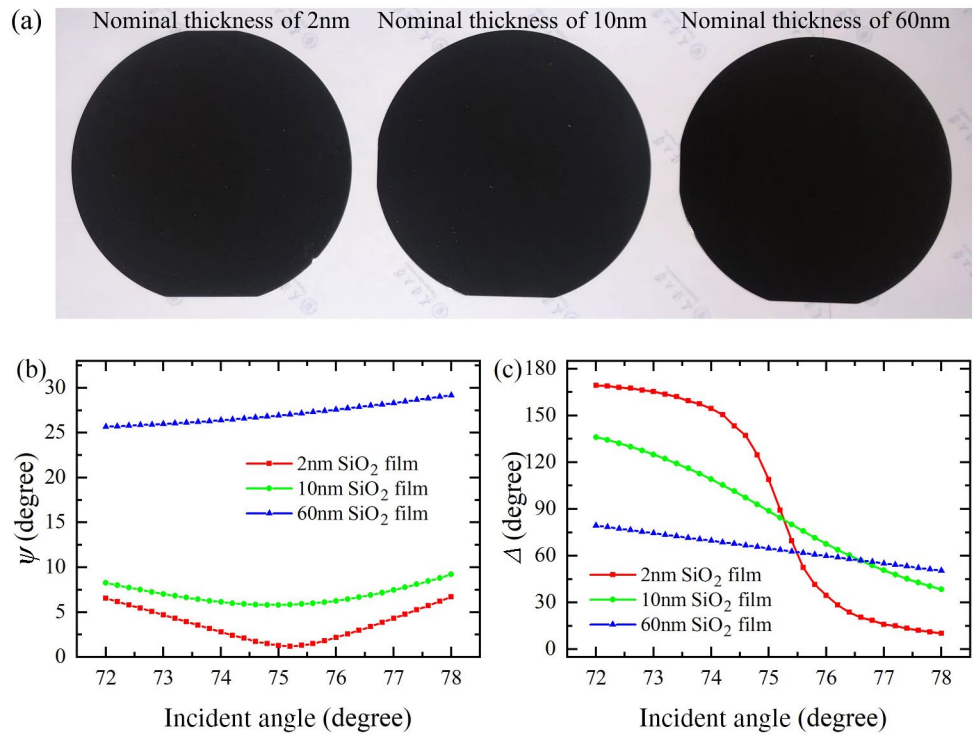 (a)
Nominal thickness of 2nm Nominal thickness of 10nm Nominal thickness of 60nm
(b)
30
25
20
15
10
5
0
ψ (degree)
2nm SiO₂ film
10nm SiO₂ film
60nm SiO₂ film
72 73 74 75 76 77 78
Incident angle (degree)
(c)
180
150
120
90
60
30
0
Δ (degree)
2nm SiO₂ film
10nm SiO₂ film
60nm SiO₂ film
72 73 74 75 76 77 78
Incident angle (degree)